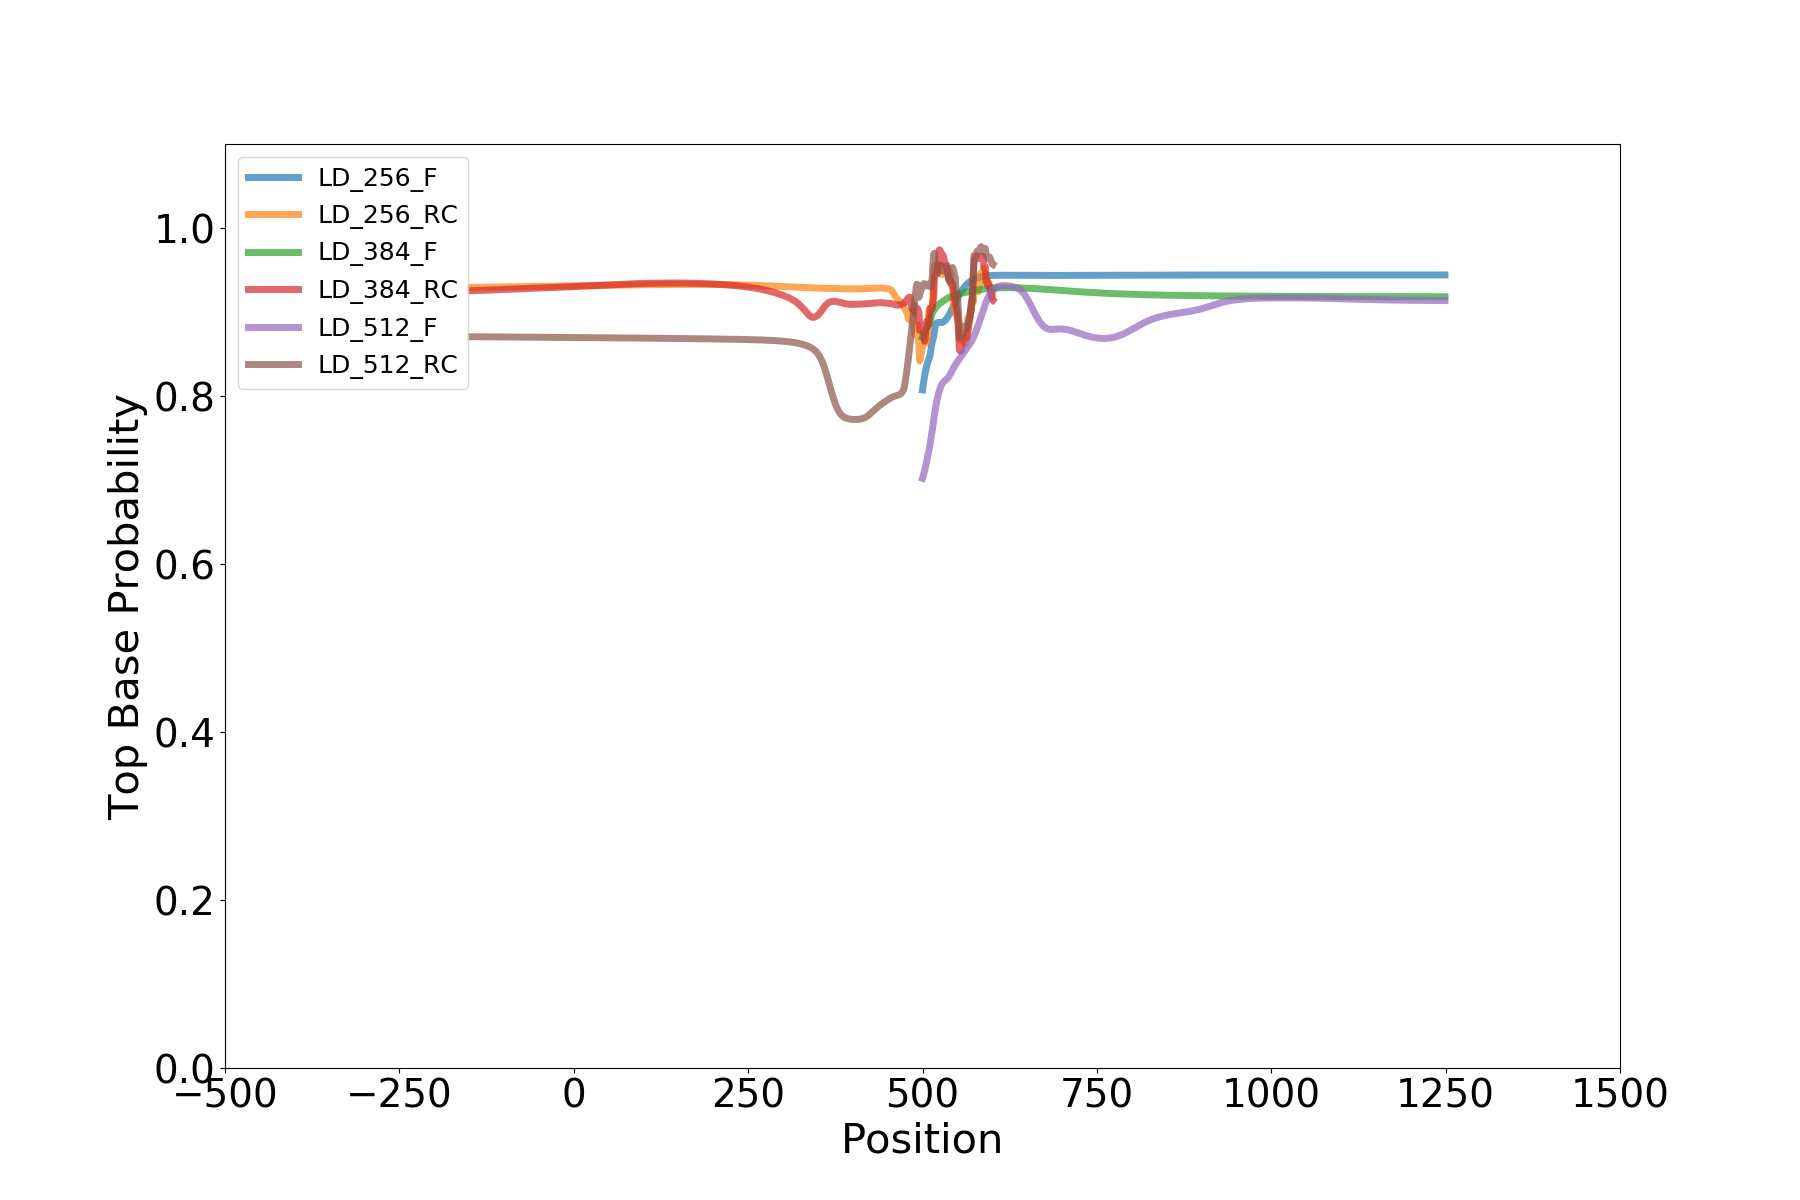 LD_256_F
LD_256_RC
LD_384_F
LD_384_RC
LD_512_F
LD_512_RC
1.0
0.8
0.6
0.4
0.2
0.0
Top Base Probability
−500 −250 0 250 500 750 1000 1250 1500
Position